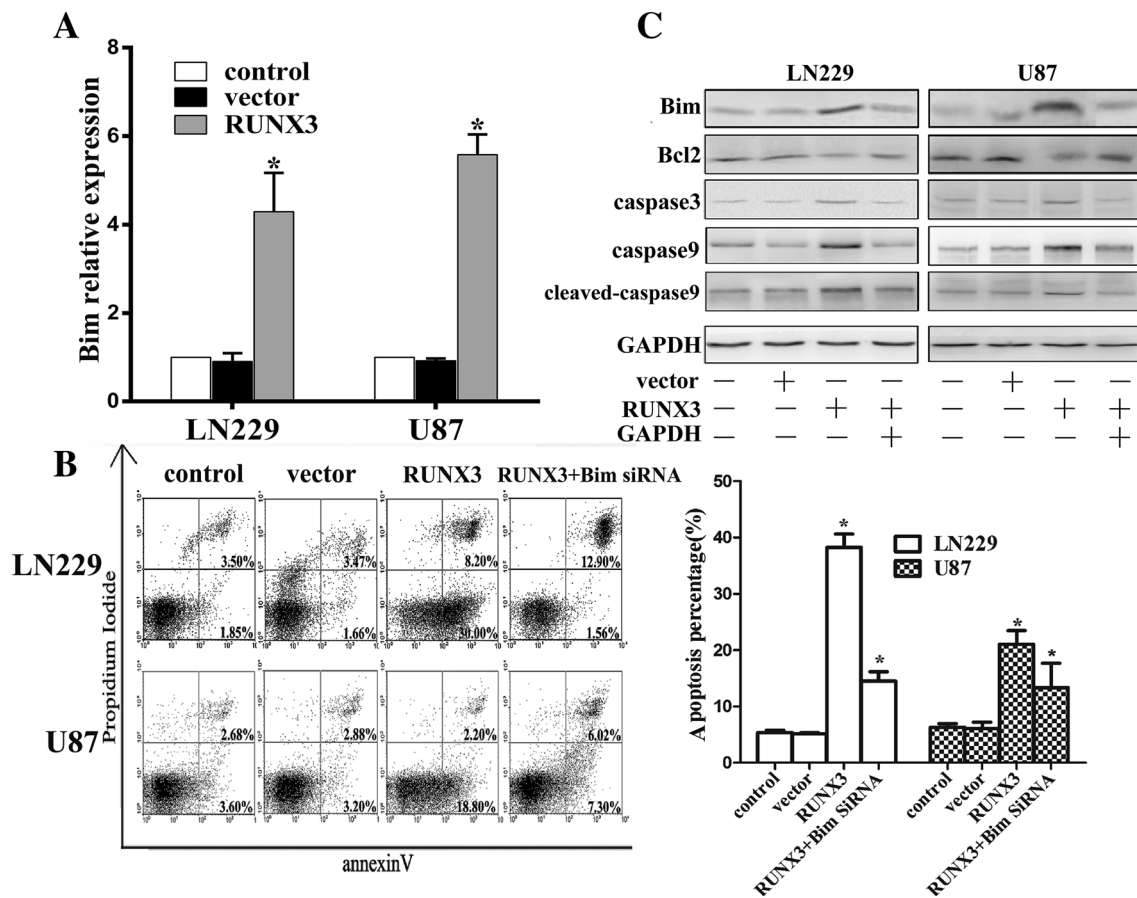 A
8
6
4
2
0
Bim relative expression
control
vector
RUNX3
*
*
LN229
U87
C
LN229
U87
Bim
Bcl2
caspase3
caspase9
cleaved-caspase9
GAPDH
vector — + — — — + — —
RUNX3 — — + + — — + +
GAPDH — — — + — — — +
B
control
vector
RUNX3
RUNX3+Bim siRNA
LN229
U87
Propidium Iodide
annexinV
3.50%
3.47%
8.20%
12.90%
1.85%
1.66%
30.00%
1.56%
2.68%
2.88%
2.20%
6.02%
3.60%
3.20%
18.80%
7.30%
Apoptosis percentage(%)
50
40
30
20
10
0
LN229
U87
*
*
*
*
control
vector
RUNX3
RUNX3+Bim SiRNA
control
vector
RUNX3
RUNX3+Bim SiRNA